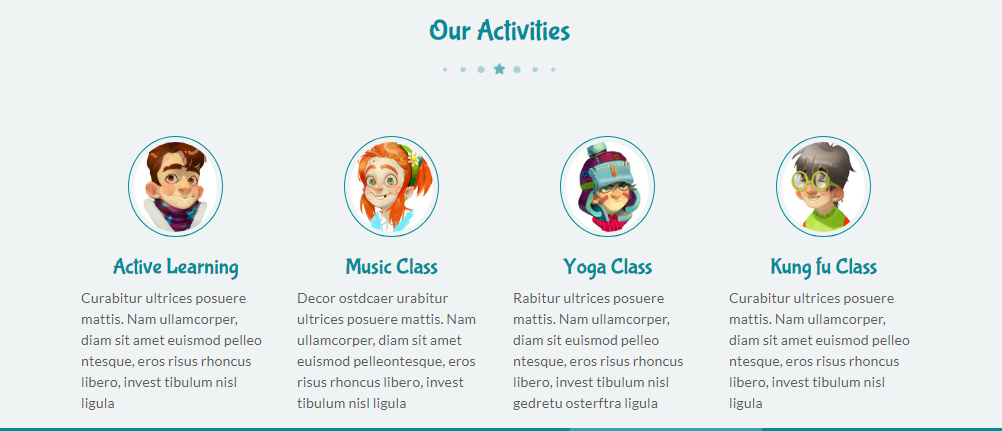 Our Activities
Active Learning
Curabitur ultrices posuere
mattis. Nam ullamcorper,
diam sit amet euismod pelleo
ntesque, eros risus rhoncus
libero, invest tibulum nisl
ligula
Music Class
Decor ostdcaer urabitur
ultrices posuere mattis. Nam
ullamcorper, diam sit amet
euismod pelleontesque, eros
risus rhoncus libero, invest
tibulum nisl ligula
Yoga Class
Rabitur ultrices posuere
mattis. Nam ullamcorper,
diam sit amet euismod pelleo
ntesque, eros risus rhoncus
libero, invest tibulum nisl
gedretu osterftra ligula
Kung fu Class
Curabitur ultrices posuere
mattis. Nam ullamcorper,
diam sit amet euismod pelleo
ntesque, eros risus rhoncus
libero, invest tibulum nisl
ligula